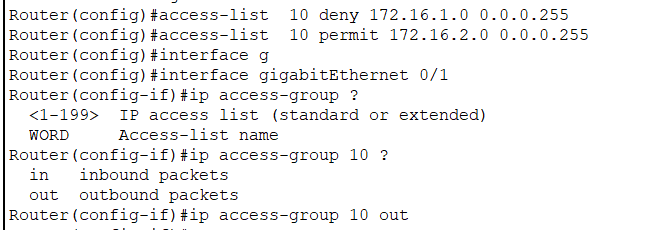 Router(config)#access-list  10 deny 172.16.1.0 0.0.0.255
Router(config)#access-list  10 permit 172.16.2.0 0.0.0.255
Router(config)#interface g
Router(config)#interface gigabitEthernet 0/1
Router(config-if)#ip access-group ?
  <1-199>  IP access list (standard or extended)
  WORD     Access-list name
Router(config-if)#ip access-group 10 ?
  in   inbound packets
  out  outbound packets
Router(config-if)#ip access-group 10 out